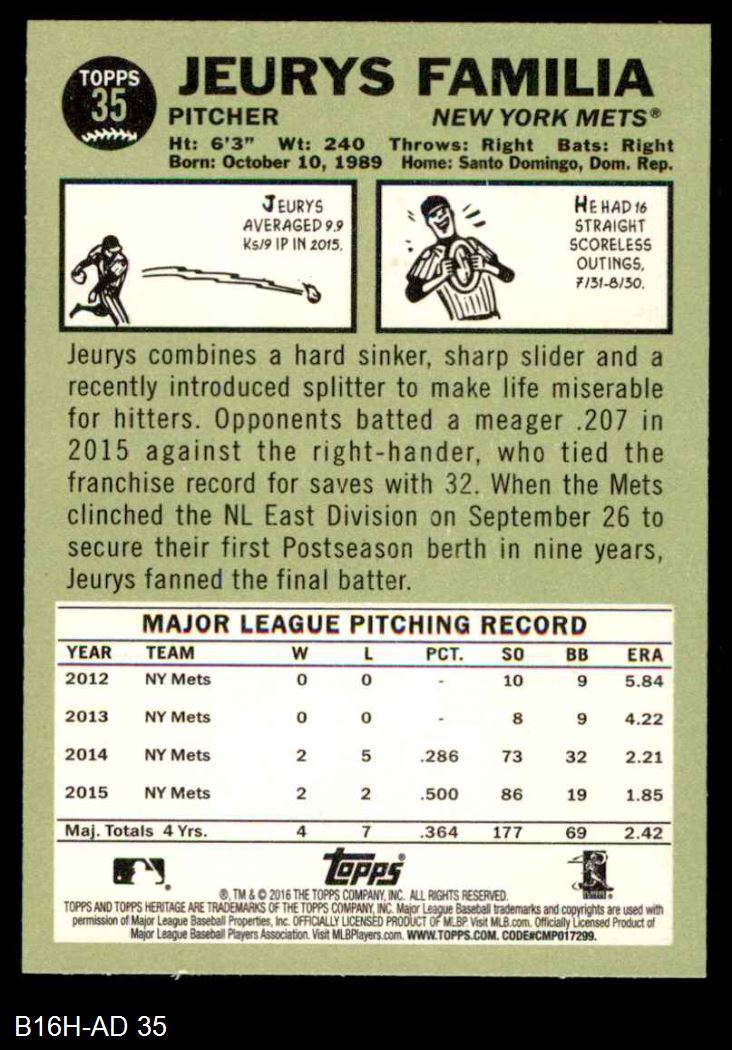 TOPPS
35
JEURYS FAMILIA
PITCHER NEW YORK METS®
Ht: 6'3" Wt: 240 Throws: Right Bats: Right
Born: October 10, 1989 Home: Santo Domingo, Dom. Rep.
JEURYS
AVERAGED 9.9
Ks/9 IP IN 2015.
HE HAD 16
STRAIGHT
SCORELESS
OUTINGS,
7/31-8/30.
Jeurys combines a hard sinker, sharp slider and a
recently introduced splitter to make life miserable
for hitters. Opponents batted a meager .207 in
2015 against the right-hander, who tied the
franchise record for saves with 32. When the Mets
clinched the NL East Division on September 26 to
secure their first Postseason berth in nine years,
Jeurys fanned the final batter.
MAJOR LEAGUE PITCHING RECORD
YEAR TEAM W L PCT. SO BB ERA
2012 NY Mets 0 0 - 10 9 5.84
2013 NY Mets 0 0 - 8 9 4.22
2014 NY Mets 2 5 .286 73 32 2.21
2015 NY Mets 2 2 .500 86 19 1.85
Maj. Totals 4 Yrs. 4 7 .364 177 69 2.42
topps®
®, TM & © 2016 THE TOPPS COMPANY, INC. ALL RIGHTS RESERVED.
TOPPS AND TOPPS HERITAGE ARE TRADEMARKS OF THE TOPPS COMPANY, INC. Major League Baseball trademarks and copyrights are used with
permission of Major League Baseball Properties, Inc. OFFICIALLY LICENSED PRODUCT OF MLBP Visit MLB.com. Officially Licensed Product of
Major League Baseball Players Association. Visit MLBPlayers.com. WWW.TOPPS.COM. CODE#CMP017299.
B16H-AD 35